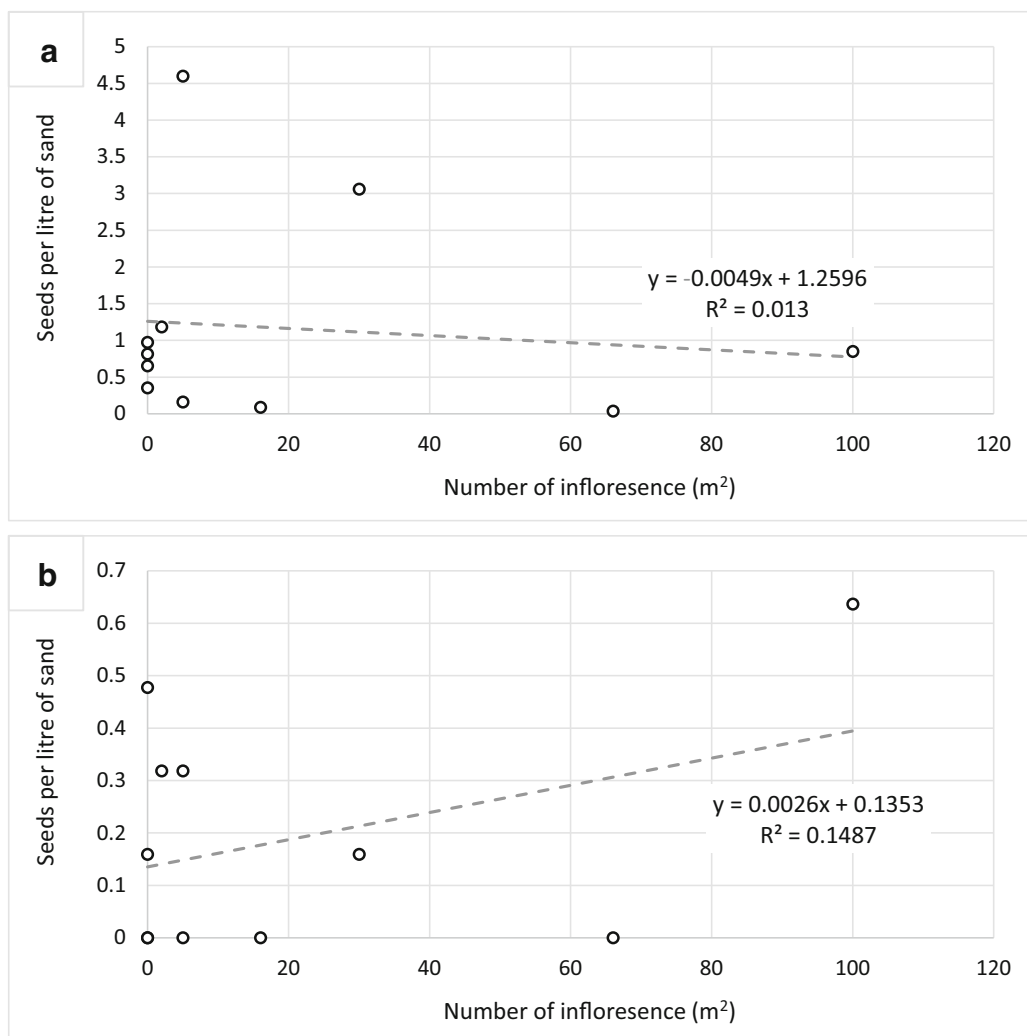 a
Seeds per litre of sand
5
4.5
4
3.5
3
2.5
2
1.5
1
0.5
0
y = -0.0049x + 1.2596
R² = 0.013
0 20 40 60 80 100 120
Number of infloresence (m²)
b
Seeds per litre of sand
0.7
0.6
0.5
0.4
0.3
0.2
0.1
0
y = 0.0026x + 0.1353
R² = 0.1487
0 20 40 60 80 100 120
Number of infloresence (m²)